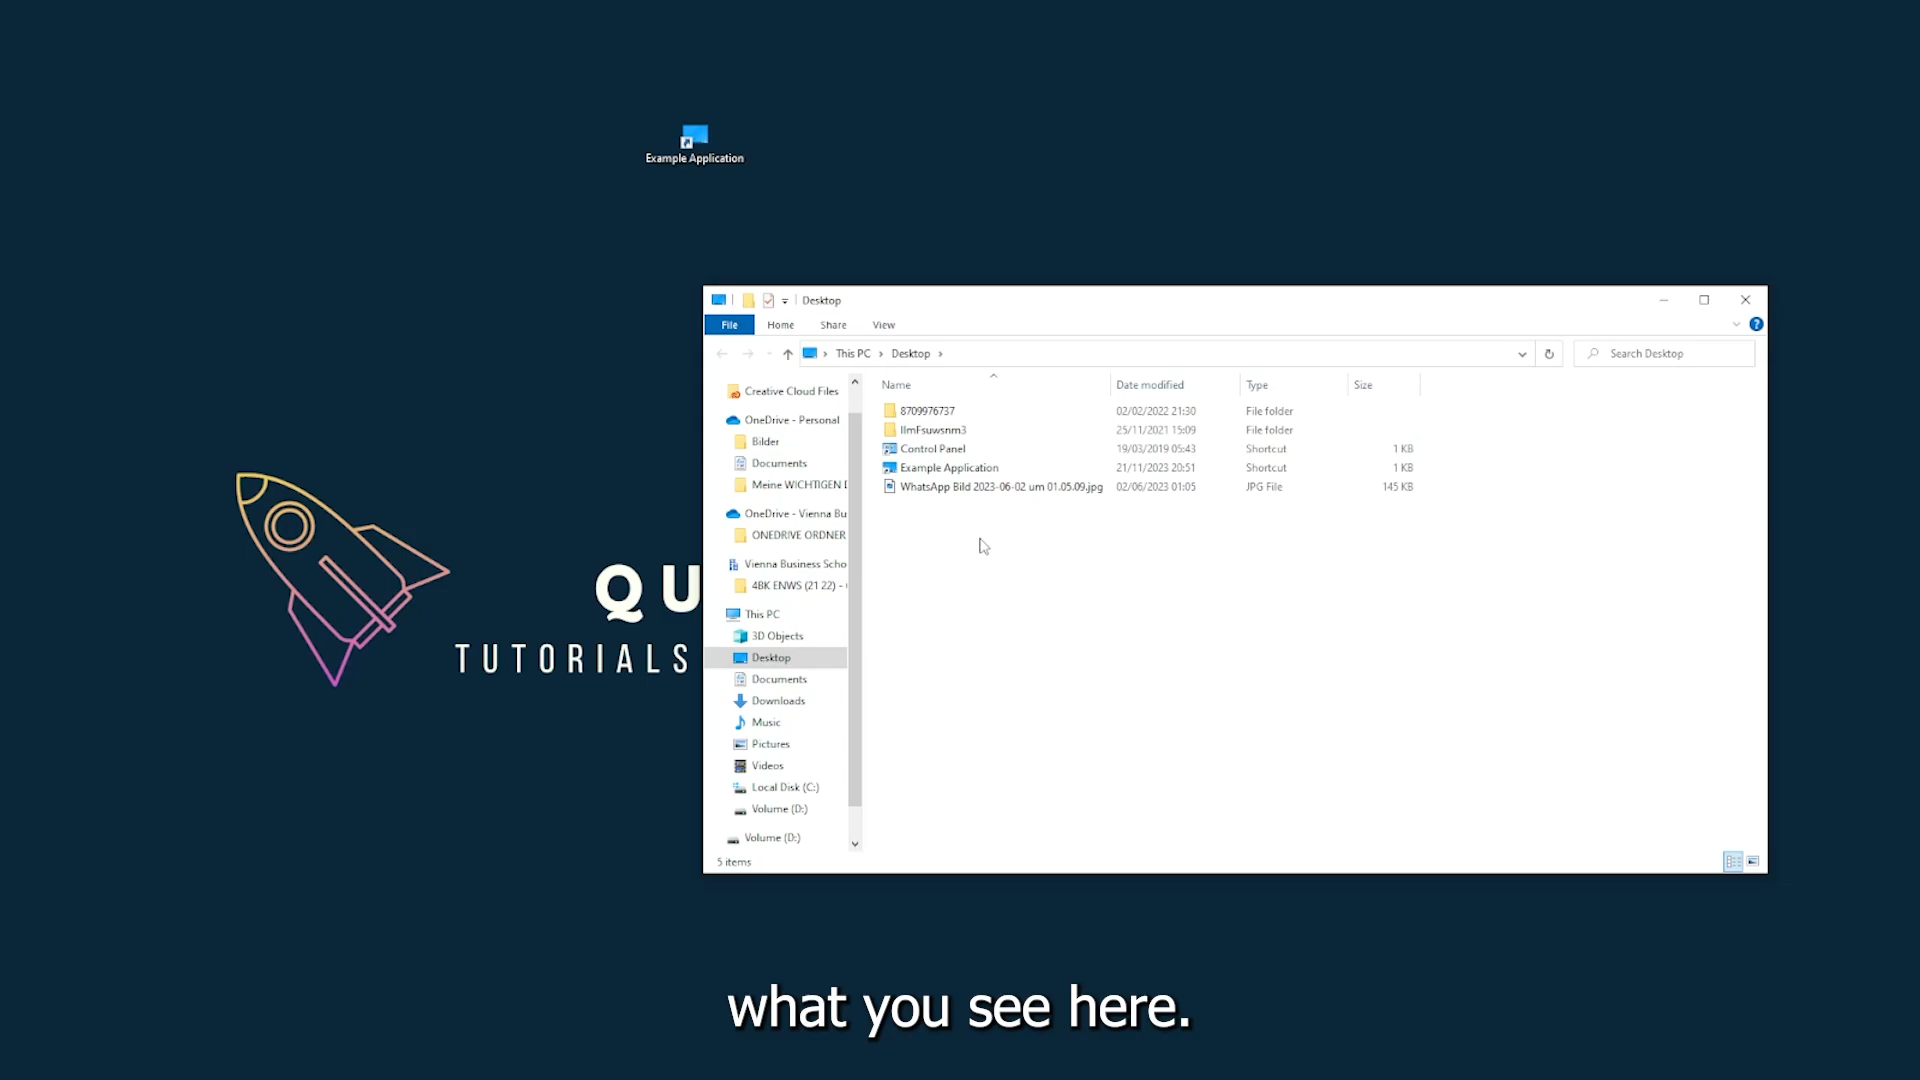 Example Application
Desktop
File Home Share View
This PC Desktop
Search Desktop
Name Date modified Type Size
8709976737 02/02/2022 21:30 File folder
IlmFsuwsnm3 25/11/2021 15:09 File folder
Control Panel 19/03/2019 05:43 Shortcut 1 KB
Example Application 21/11/2023 20:51 Shortcut 1 KB
WhatsApp Bild 2023-06-02 um 01.05.09.jpg 02/06/2023 01:05 JPG File 145 KB
Creative Cloud Files
OneDrive - Personal
Bilder
Documents
Meine WICHTIGEN D
OneDrive - Vienna Bu
ONEDRIVE ORDNER
Vienna Business Scho
4BK ENWS (21 22) -
This PC
3D Objects
Desktop
Documents
Downloads
Music
Pictures
Videos
Local Disk (C:)
Volume (D:)
Volume (D:)
5 items
QU
TUTORIALS
what you see here.